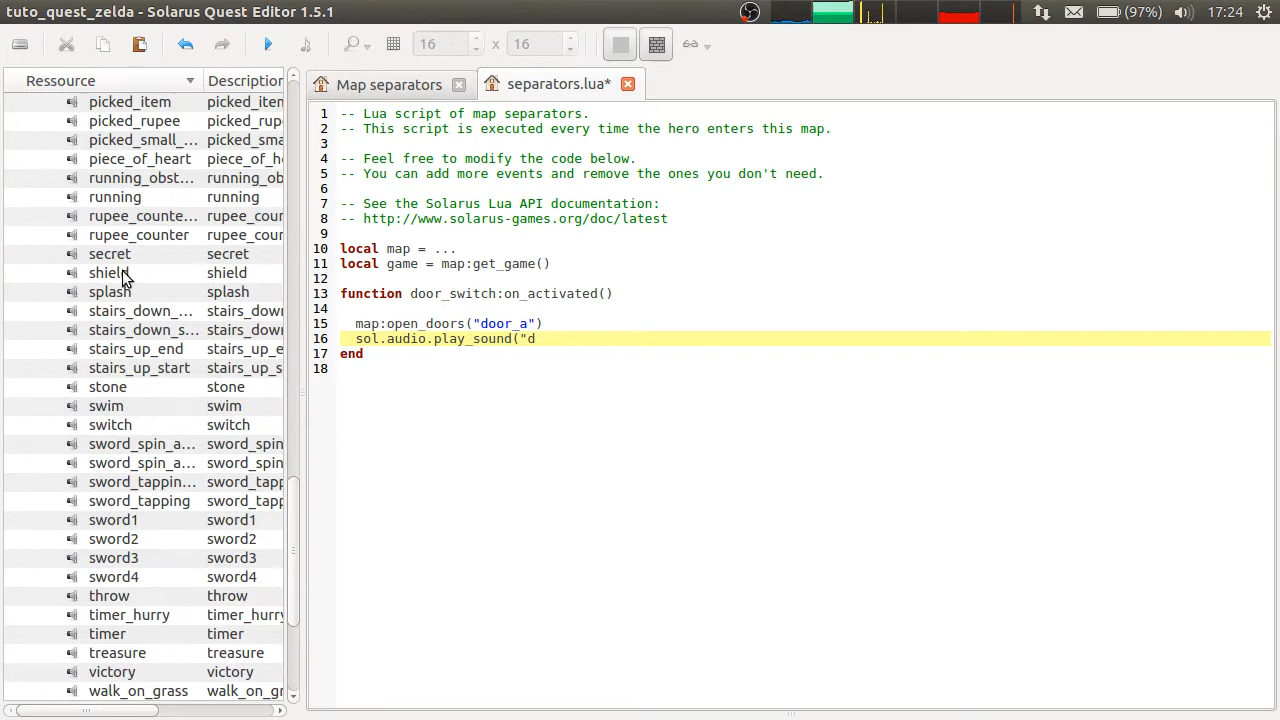 tuto_quest_zelda - Solarus Quest Editor 1.5.1
(97%) 17:24
16 x 16
Ressource Description
Map separators separators.lua*
picked_item picked_iten
picked_rupee picked_rup
picked_small_... picked_sma
piece_of_heart piece_of_he
running_obst... running_ob
running running
rupee_counte... rupee_cour
rupee_counter rupee_cour
secret secret
shield shield
splash splash
stairs_down_... stairs_dowr
stairs_down_s... stairs_dowr
stairs_up_end stairs_up_e
stairs_up_start stairs_up_s
stone stone
swim swim
switch switch
sword_spin_a... sword_spin
sword_spin_a... sword_spin
sword_tappin... sword_tapp
sword_tapping sword_tapp
sword1 sword1
sword2 sword2
sword3 sword3
sword4 sword4
throw throw
timer_hurry timer_hurry
timer timer
treasure treasure
victory victory
walk_on_grass walk_on_gr
1 -- Lua script of map separators.
2 -- This script is executed every time the hero enters this map.
3
4 -- Feel free to modify the code below.
5 -- You can add more events and remove the ones you don't need.
6
7 -- See the Solarus Lua API documentation:
8 -- http://www.solarus-games.org/doc/latest
9
10 local map = ...
11 local game = map:get_game()
12
13 function door_switch:on_activated()
14
15 map:open_doors("door_a")
16 sol.audio.play_sound("d
17 end
18